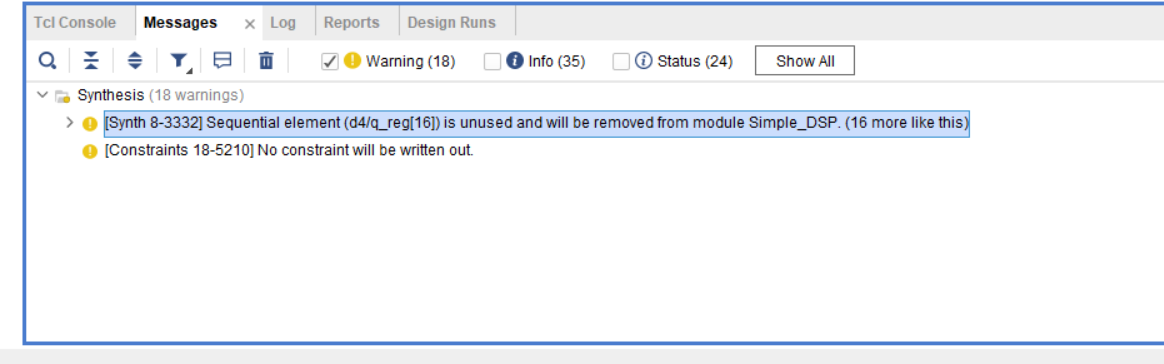 Tcl Console Messages × Log Reports Design Runs
Warning (18) Info (35) Status (24) Show All
Synthesis (18 warnings)
[Synth 8-3332] Sequential element (d4/q_reg[16]) is unused and will be removed from module Simple_DSP. (16 more like this)
[Constraints 18-5210] No constraint will be written out.